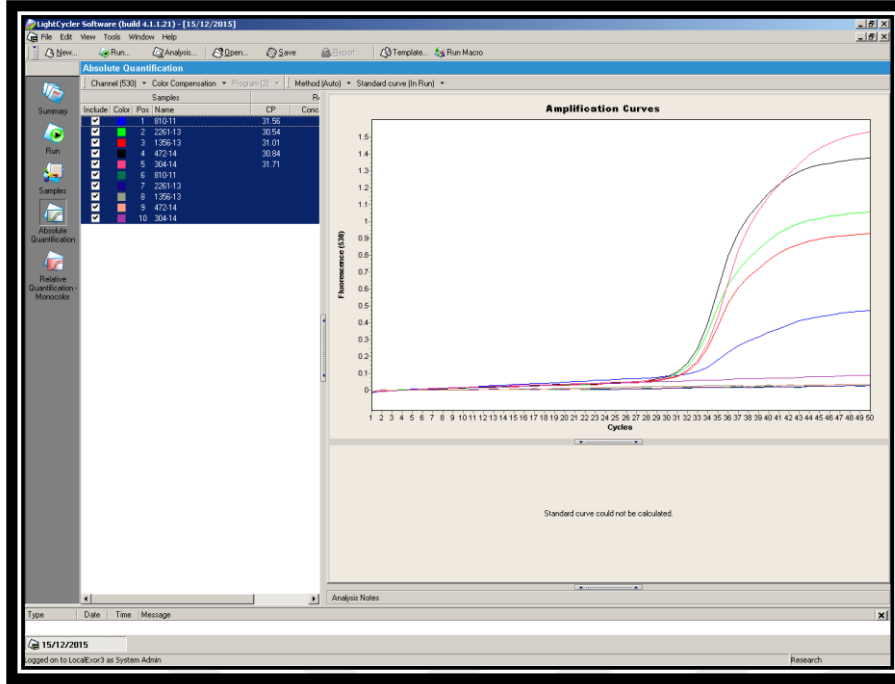 LightCycler Software (build 4.1.1.21) - [15/12/2015]
File Edit View Tools Window Help
New... Run... Analysis... Open... Save Report Template... Run Macro
Absolute Quantification
Channel (530) Color Compensation Program (2) Method (Auto) Standard curve (In Run)
Summary
Run
Samples
Absolute
Quantification
Relative
Quantification -
Monocolor
Samples
Include Color Pos Name CP Conc
1 810-11 31.56
2 2261-13 30.54
3 1356-13 31.01
4 472-14 30.84
5 304-14 31.71
6 810-11
7 2261-13
8 1356-13
9 472-14
10 304-14
Amplification Curves
Fluorescence (530)
1.5
1.4
1.3
1.2
1.1
1
0.9
0.8
0.7
0.6
0.5
0.4
0.3
0.2
0.1
0
1 2 3 4 5 6 7 8 9 10 11 12 13 14 15 16 17 18 19 20 21 22 23 24 25 26 27 28 29 30 31 32 33 34 35 36 37 38 39 40 41 42 43 44 45 46 47 48 49 50
Cycles
Standard curve could not be calculated.
Analysis Notes
Type Date Time Message
15/12/2015
Logged on to LocalExor3 as System Admin
Research